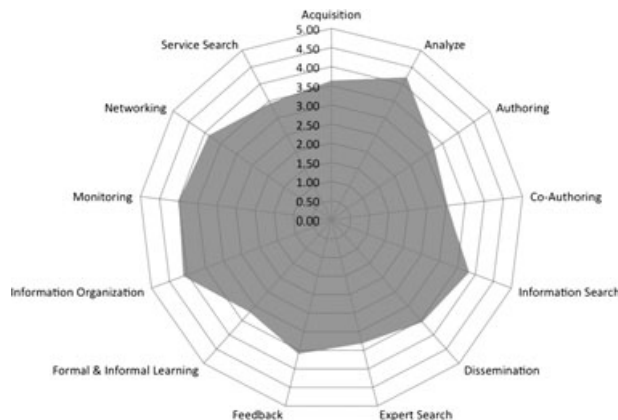 Acquisition
5.00
Service Search
Analyze
4.50
4.00
3.50
Networking
Authoring
3.00
2.50
2.00
1.50
Monitoring
Co-Authoring
1.00
0.50
0.00
Information Organization
Information Search
Formal & Informal Learning
Dissemination
Feedback
Expert Search